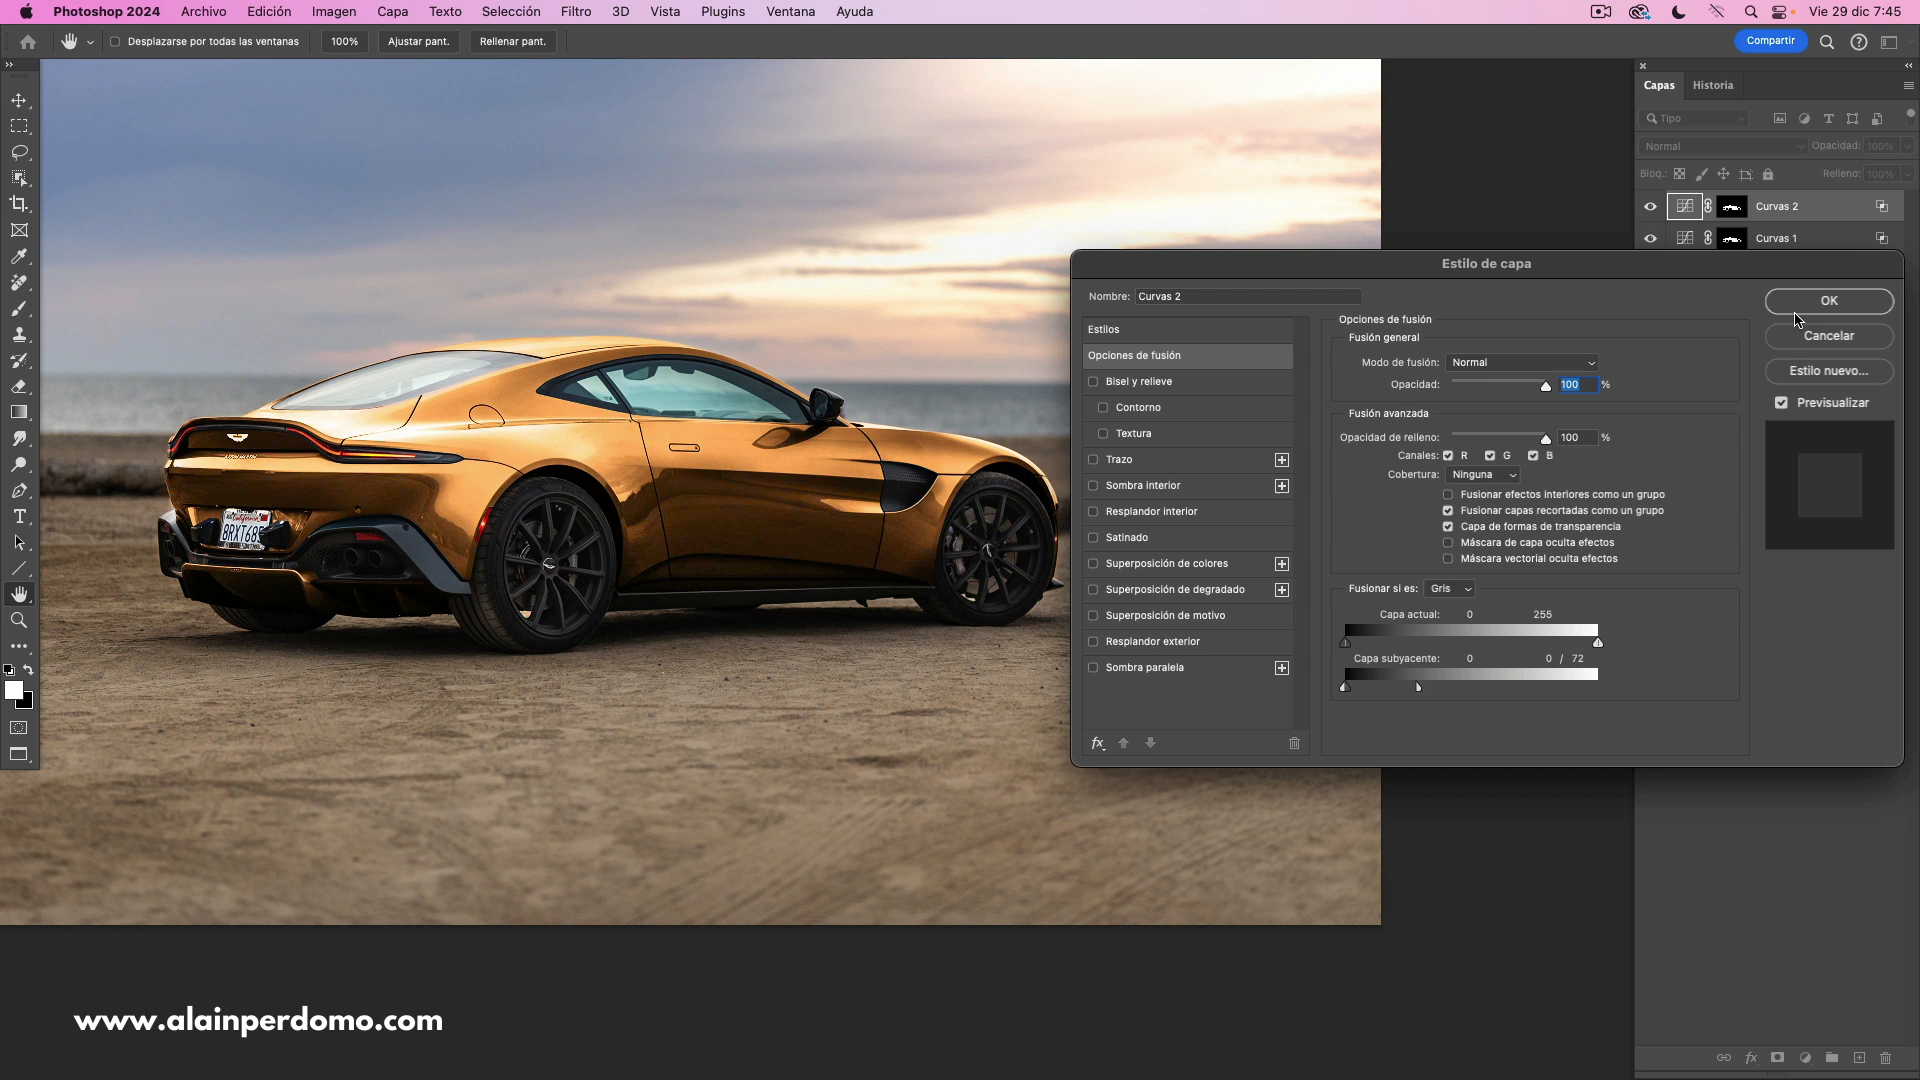 Photoshop 2024 Archivo Edición Imagen Capa Texto Selección Filtro 3D Vista Plugins Ventana Ayuda Vie 29 dic 7:45
Desplazarse por todas las ventanas 100% Ajustar pant. Rellenar pant. Compartir
Capas Historia
Tipo
Normal Opacidad: 100%
Bloq.: Relleno: 100%
Curvas 2
Curvas 1
Estilo de capa
Nombre: Curvas 2
OK
Cancelar
Estilo nuevo...
Previsualizar
Estilos
Opciones de fusión
Bisel y relieve
Contorno
Textura
Trazo
Sombra interior
Resplandor interior
Satinado
Superposición de colores
Superposición de degradado
Superposición de motivo
Resplandor exterior
Sombra paralela
fx
Opciones de fusión
Fusión general
Modo de fusión: Normal
Opacidad: 100 %
Fusión avanzada
Opacidad de relleno: 100 %
Canales: R G B
Cobertura: Ninguna
Fusionar efectos interiores como un grupo
Fusionar capas recortadas como un grupo
Capa de formas de transparencia
Máscara de capa oculta efectos
Máscara vectorial oculta efectos
Fusionar si es: Gris
Capa actual: 0 255
Capa subyacente: 0 0 / 72
California
8RXT685
www.alainperdomo.com
fx